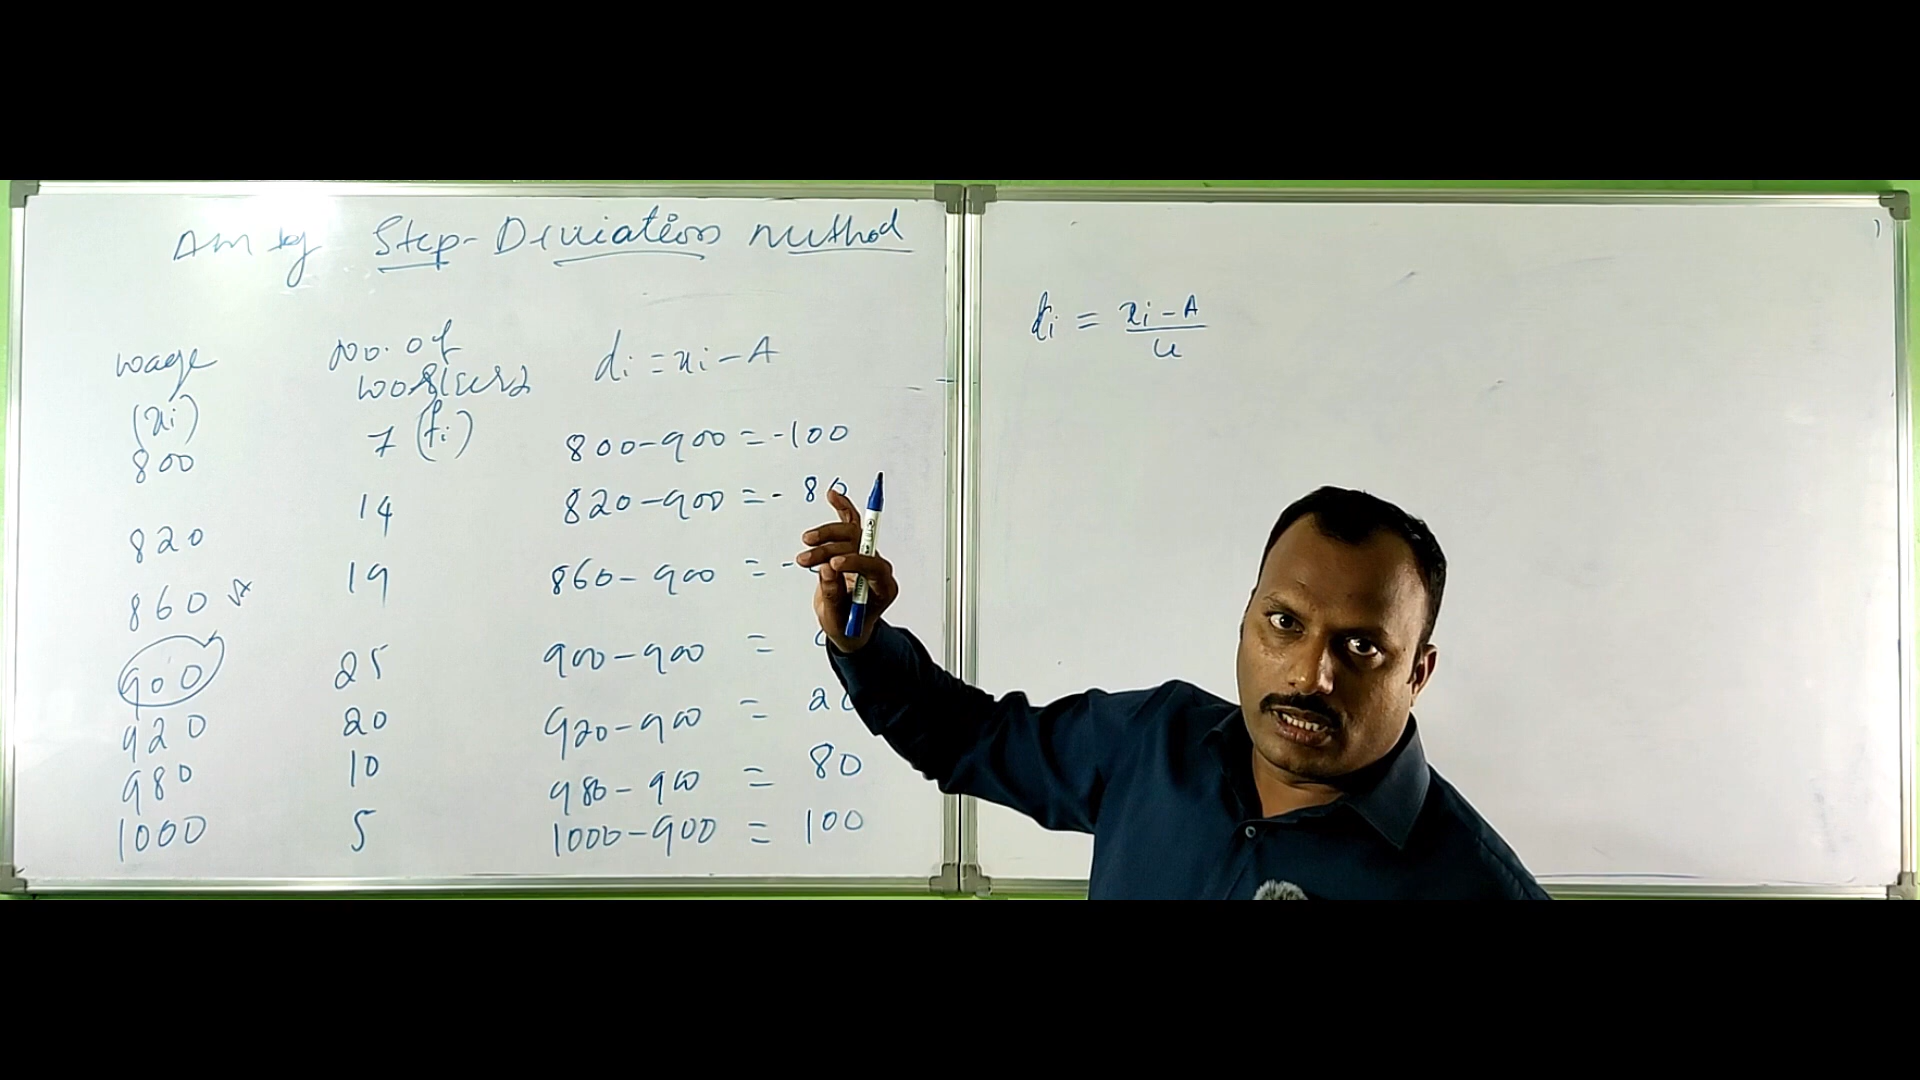 AM by Step-Deviation method
wage No. of workers di = xi - A
(xi) (fi)
800 7 800-900 = -100
820 14 820-900 = -80
860 19 860-900 = -
900 25 900-900 =
920 20 920-900 = 20
980 10 980-900 = 80
1000 5 1000-900 = 100
ti = xi - A
u